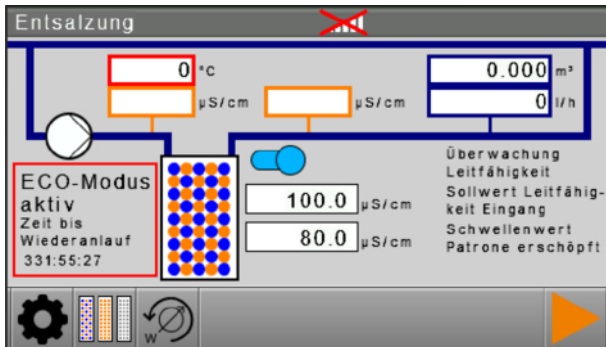 Entsalzung
0 °C
0.000 m³
µS/cm
µS/cm
0 l/h
ECO-Modus
aktiv
Zeit bis
Wiederanlauf
331:55:27
100.0 µS/cm
80.0 µS/cm
Überwachung
Leitfähigkeit
Sollwert Leitfähig-
keit Eingang
Schwellenwert
Patrone erschöpft
W